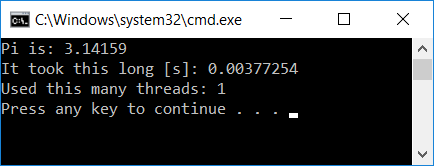 C:\Windows\system32\cmd.exe
Pi is: 3.14159
It took this long [s]: 0.00377254
Used this many threads: 1
Press any key to continue . . .